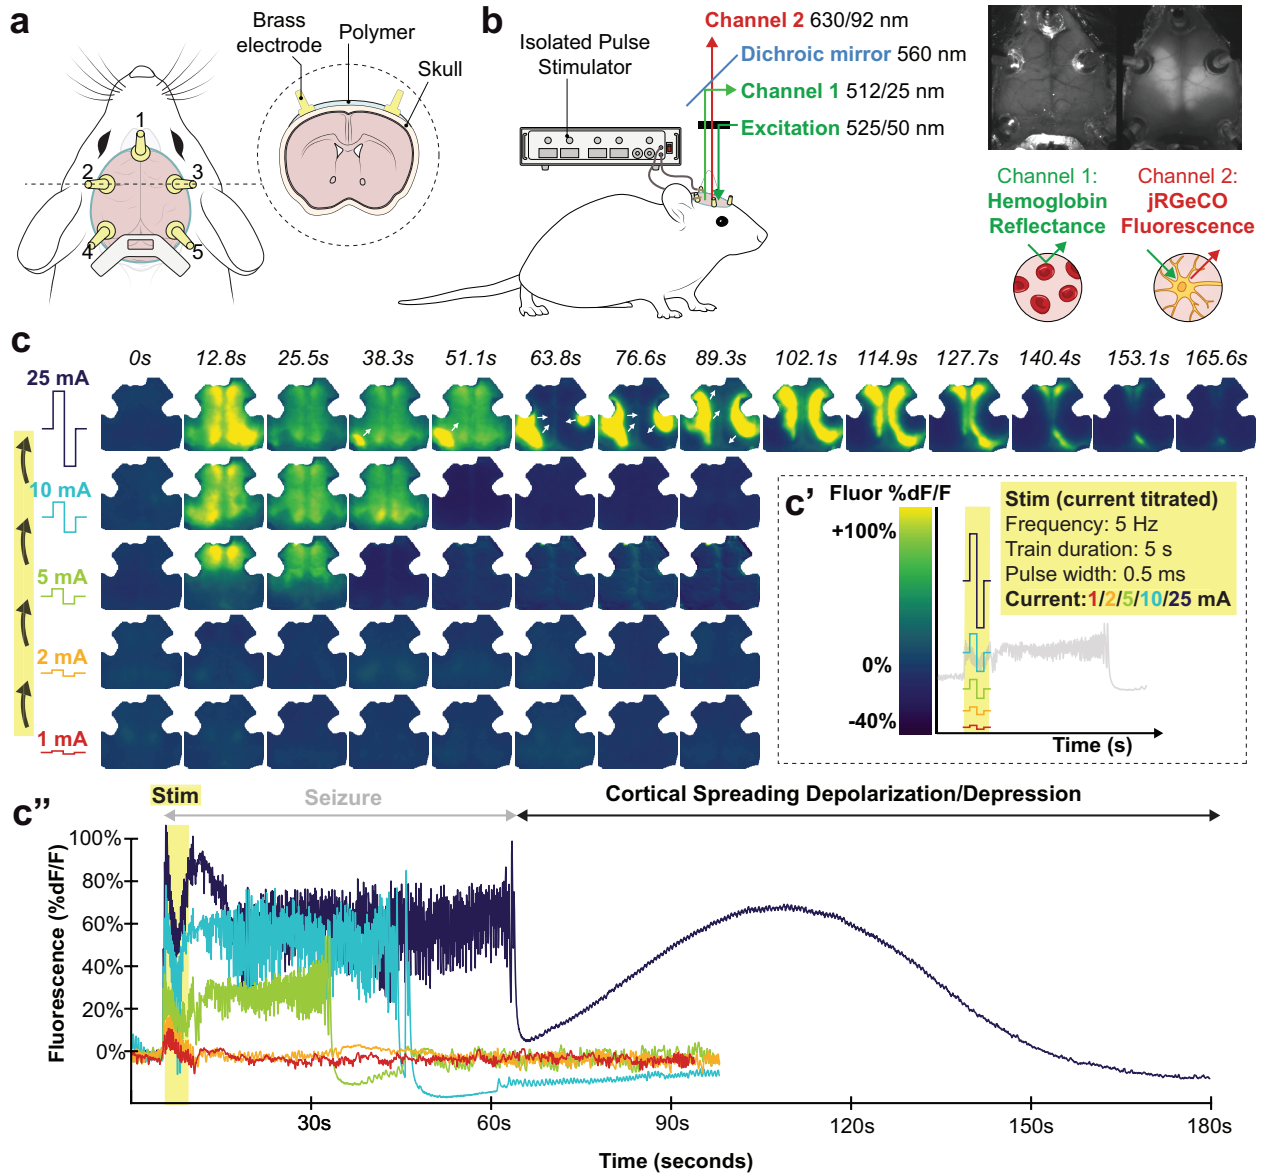 a
Brass
electrode
Polymer
Skull
1
2
3
4
5
b
Isolated Pulse
Stimulator
Channel 2 630/92 nm
Dichroic mirror 560 nm
Channel 1 512/25 nm
Excitation 525/50 nm
Channel 1:
Hemoglobin
Reflectance
Channel 2:
jRGeCO
Fluorescence
c
0s 12.8s 25.5s 38.3s 51.1s 63.8s 76.6s 89.3s 102.1s 114.9s 127.7s 140.4s 153.1s 165.6s
25 mA
10 mA
5 mA
2 mA
1 mA
c'
Fluor %dF/F
+100%
0%
-40%
Stim (current titrated)
Frequency: 5 Hz
Train duration: 5 s
Pulse width: 0.5 ms
Current:1/2/5/10/25 mA
Time (s)
c''
Stim
Seizure
Cortical Spreading Depolarization/Depression
Fluorescence (%dF/F)
100%
80%
60%
40%
20%
0%
30s 60s 90s 120s 150s 180s
Time (seconds)